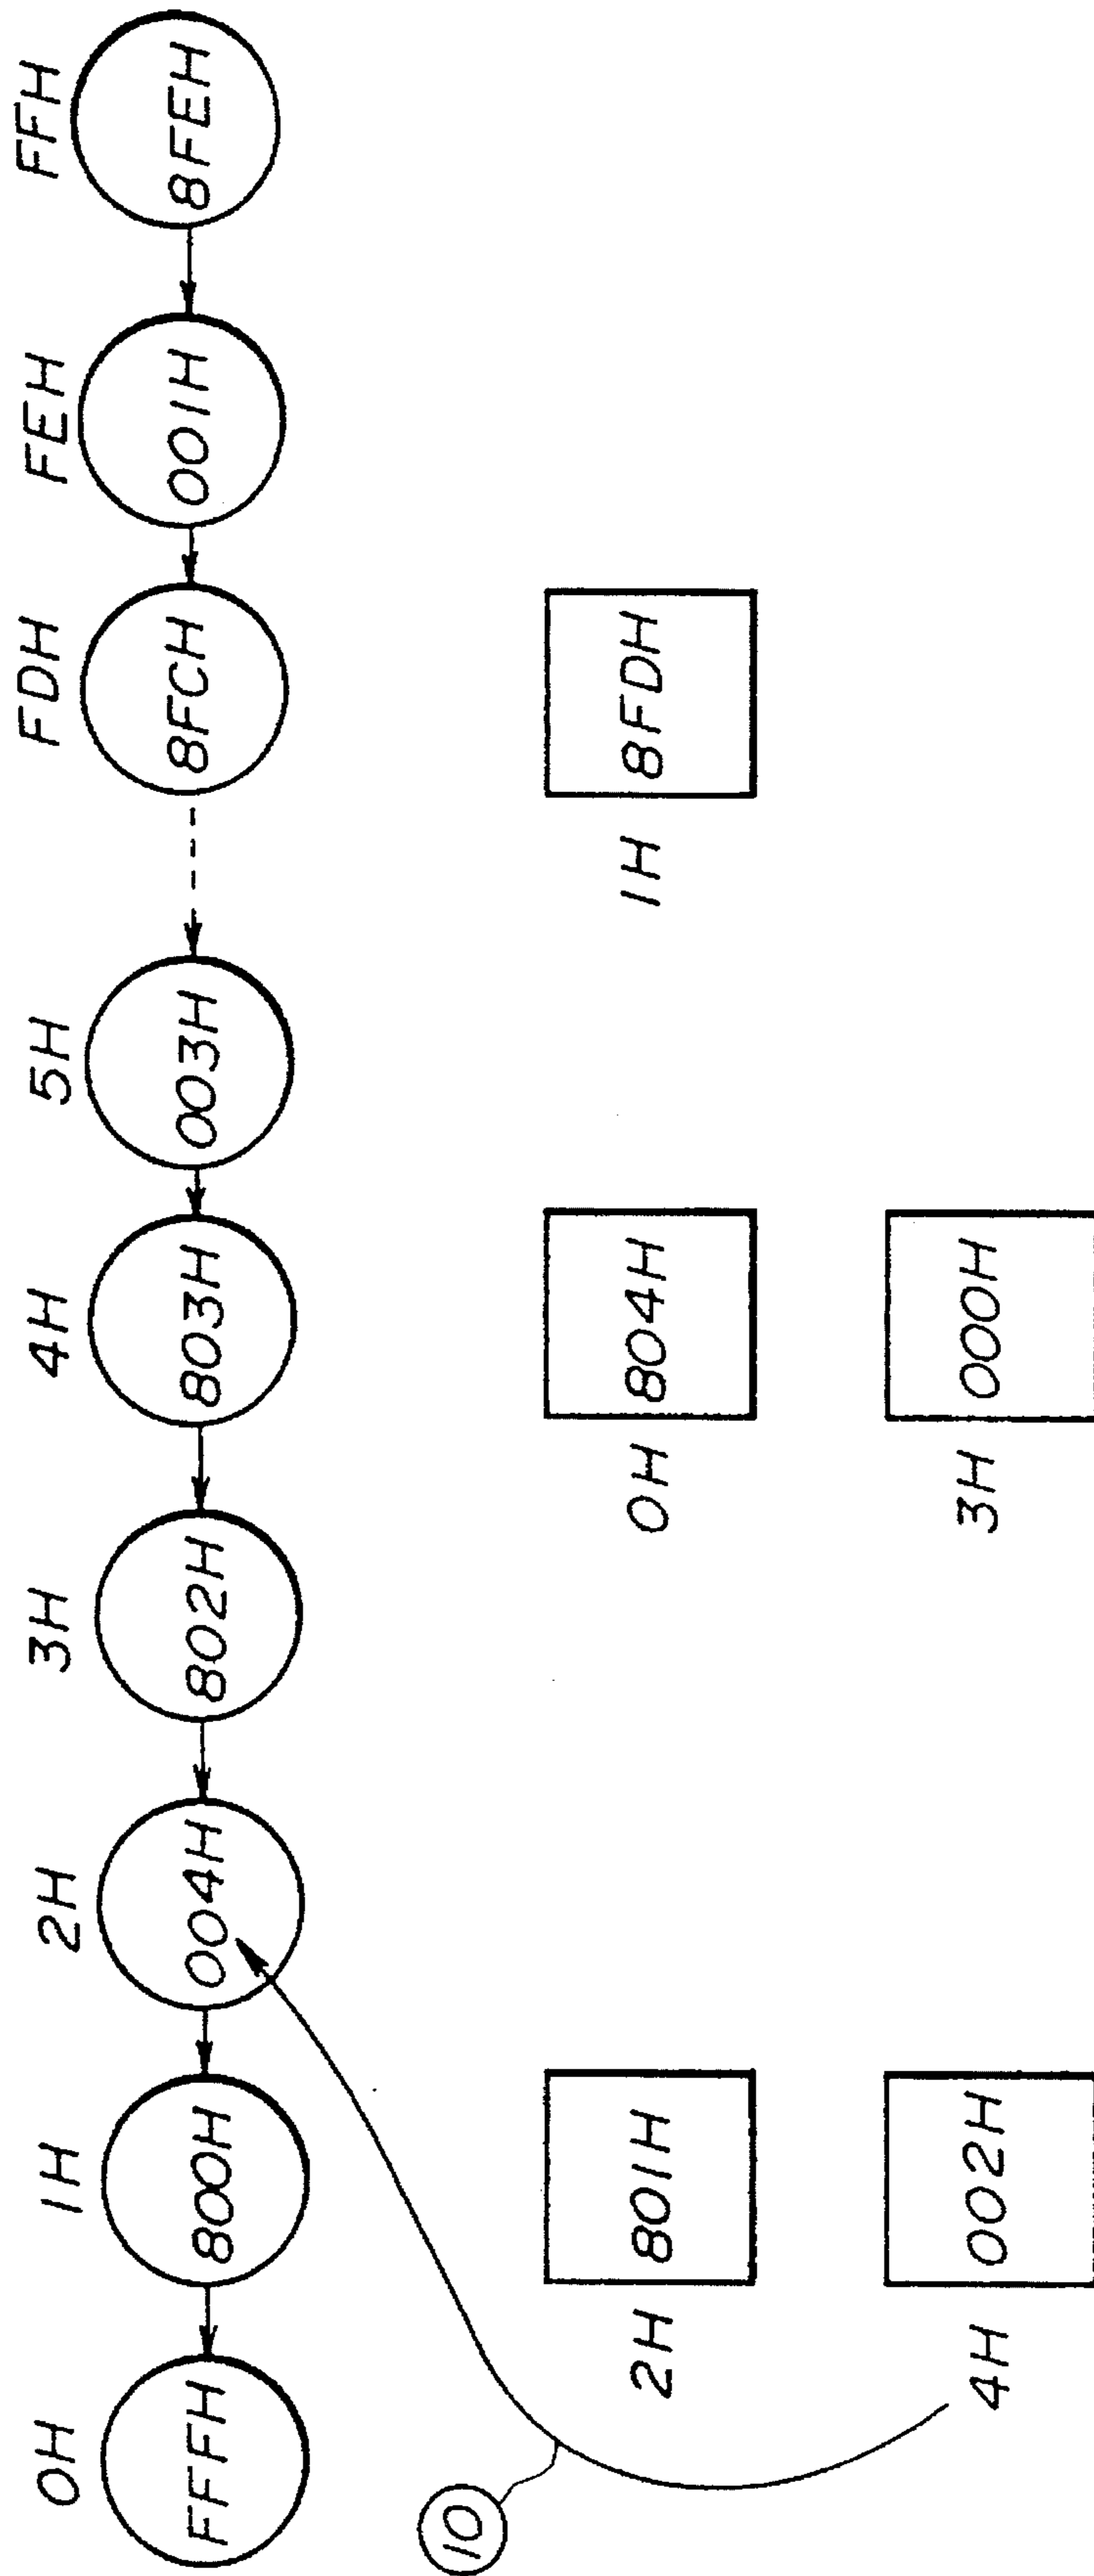 0H 1H 2H 3H 4H 5H FDH FEH FFH
FFFH 800H 004H 802H 803H 003H 8FCH 001H 8FEH
10
2H 801H 0H 804H 1H 8FDH
4H 002H 3H 000H